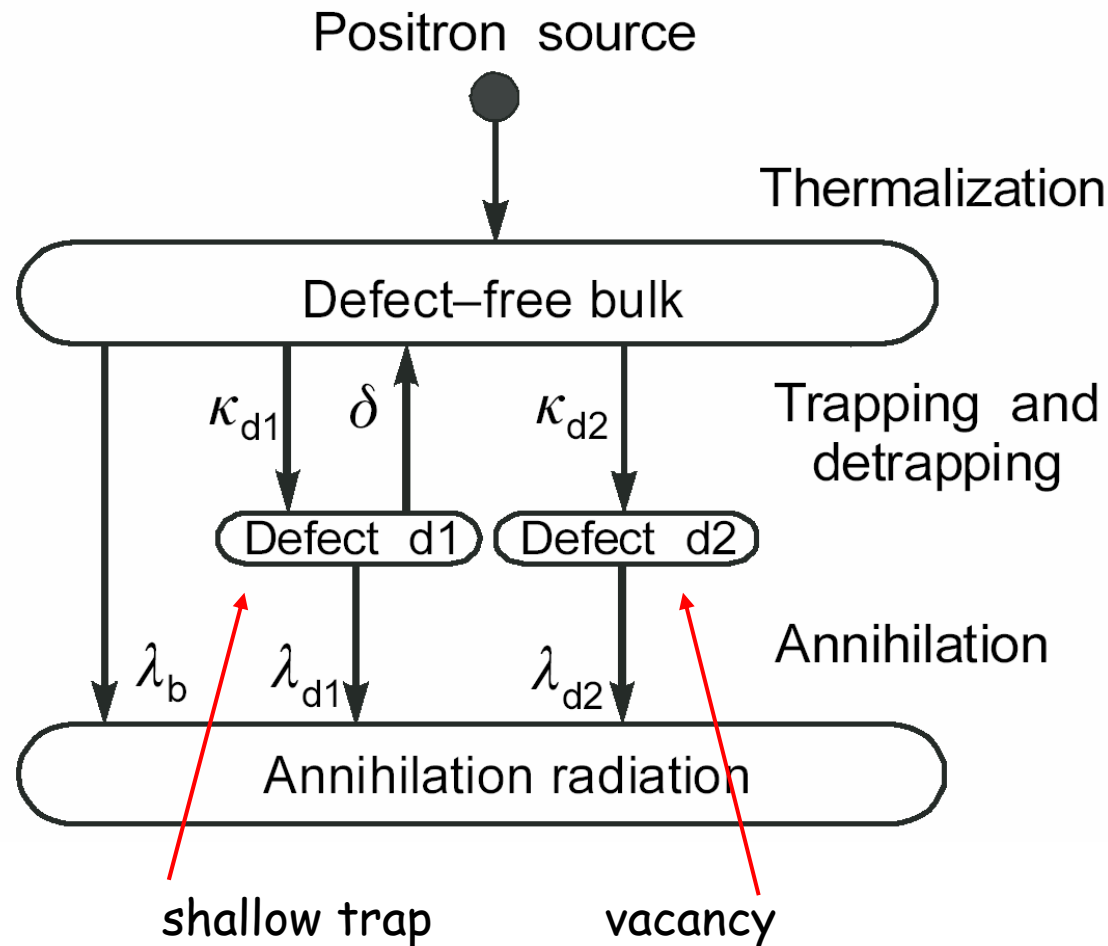 Positron source
Thermalization
Defect–free bulk
κd1
δ
κd2
Trapping and
detrapping
Defect d1
Defect d2
Annihilation
λb
λd1
λd2
Annihilation radiation
shallow trap
vacancy